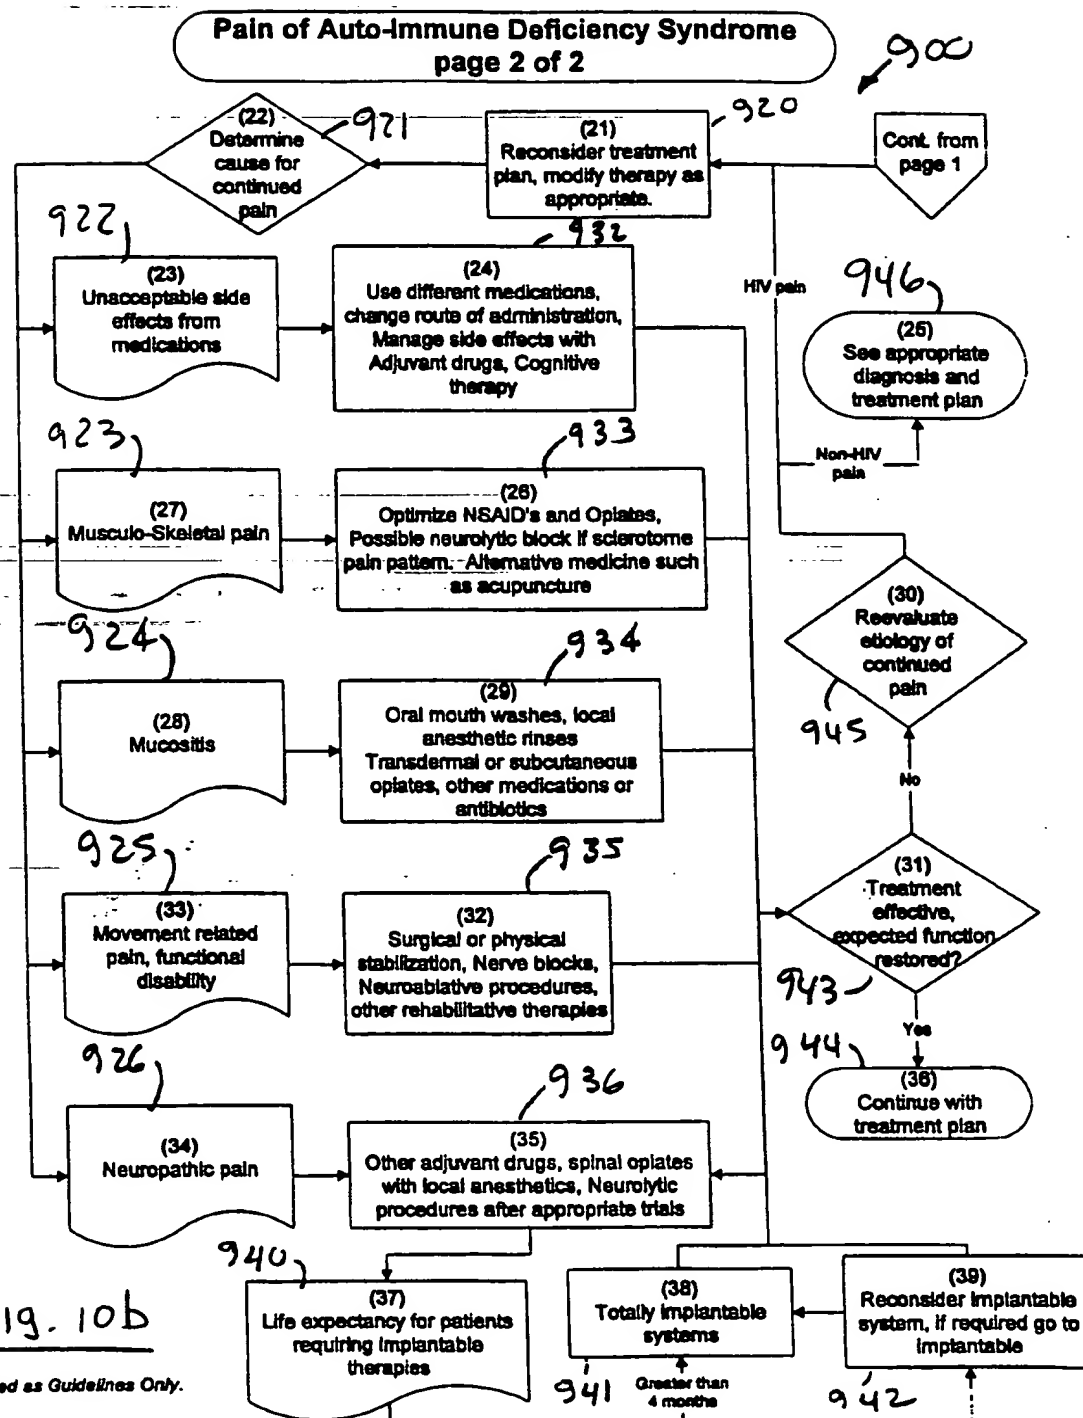 Pain of Auto-Immune Deficiency Syndrome
page 2 of 2
900
(22)
Determine
cause for
continued
pain
921
(21)
Reconsider treatment
plan, modify therapy as
appropriate.
920
Cont. from
page 1
922
(23)
Unacceptable side
effects from
medications
932
(24)
Use different medications,
change route of administration,
Manage side effects with
Adjuvant drugs, Cognitive
therapy
HIV pain
946
(25)
See appropriate
diagnosis and
treatment plan
Non-HIV
pain
923
(27)
Musculo-Skeletal pain
933
(26)
Optimize NSAID's and Opiates,
Possible neurolytic block if sclerotome
pain pattern. Alternative medicine such
as acupuncture
(30)
Reevaluate
etiology of
continued
pain
945
No
924
(28)
Mucositis
934
(29)
Oral mouth washes, local
anesthetic rinses
Transdermal or subcutaneous
opiates, other medications or
antibiotics
925
(33)
Movement related
pain, functional
disability
935
(32)
Surgical or physical
stabilization, Nerve blocks,
Neuroablative procedures,
other rehabilitative therapies
(31)
Treatment
effective,
expected function
restored?
943
Yes
944
(36)
Continue with
treatment plan
926
(34)
Neuropathic pain
936
(35)
Other adjuvant drugs, spinal opiates
with local anesthetics, Neurolytic
procedures after appropriate trials
940
(37)
Life expectancy for patients
requiring implantable
therapies
(38)
Totally implantable
systems
941
Greater than
4 months
(39)
Reconsider implantable
system, if required go to
implantable
942
19. 10b
ed as Guidelines Only.